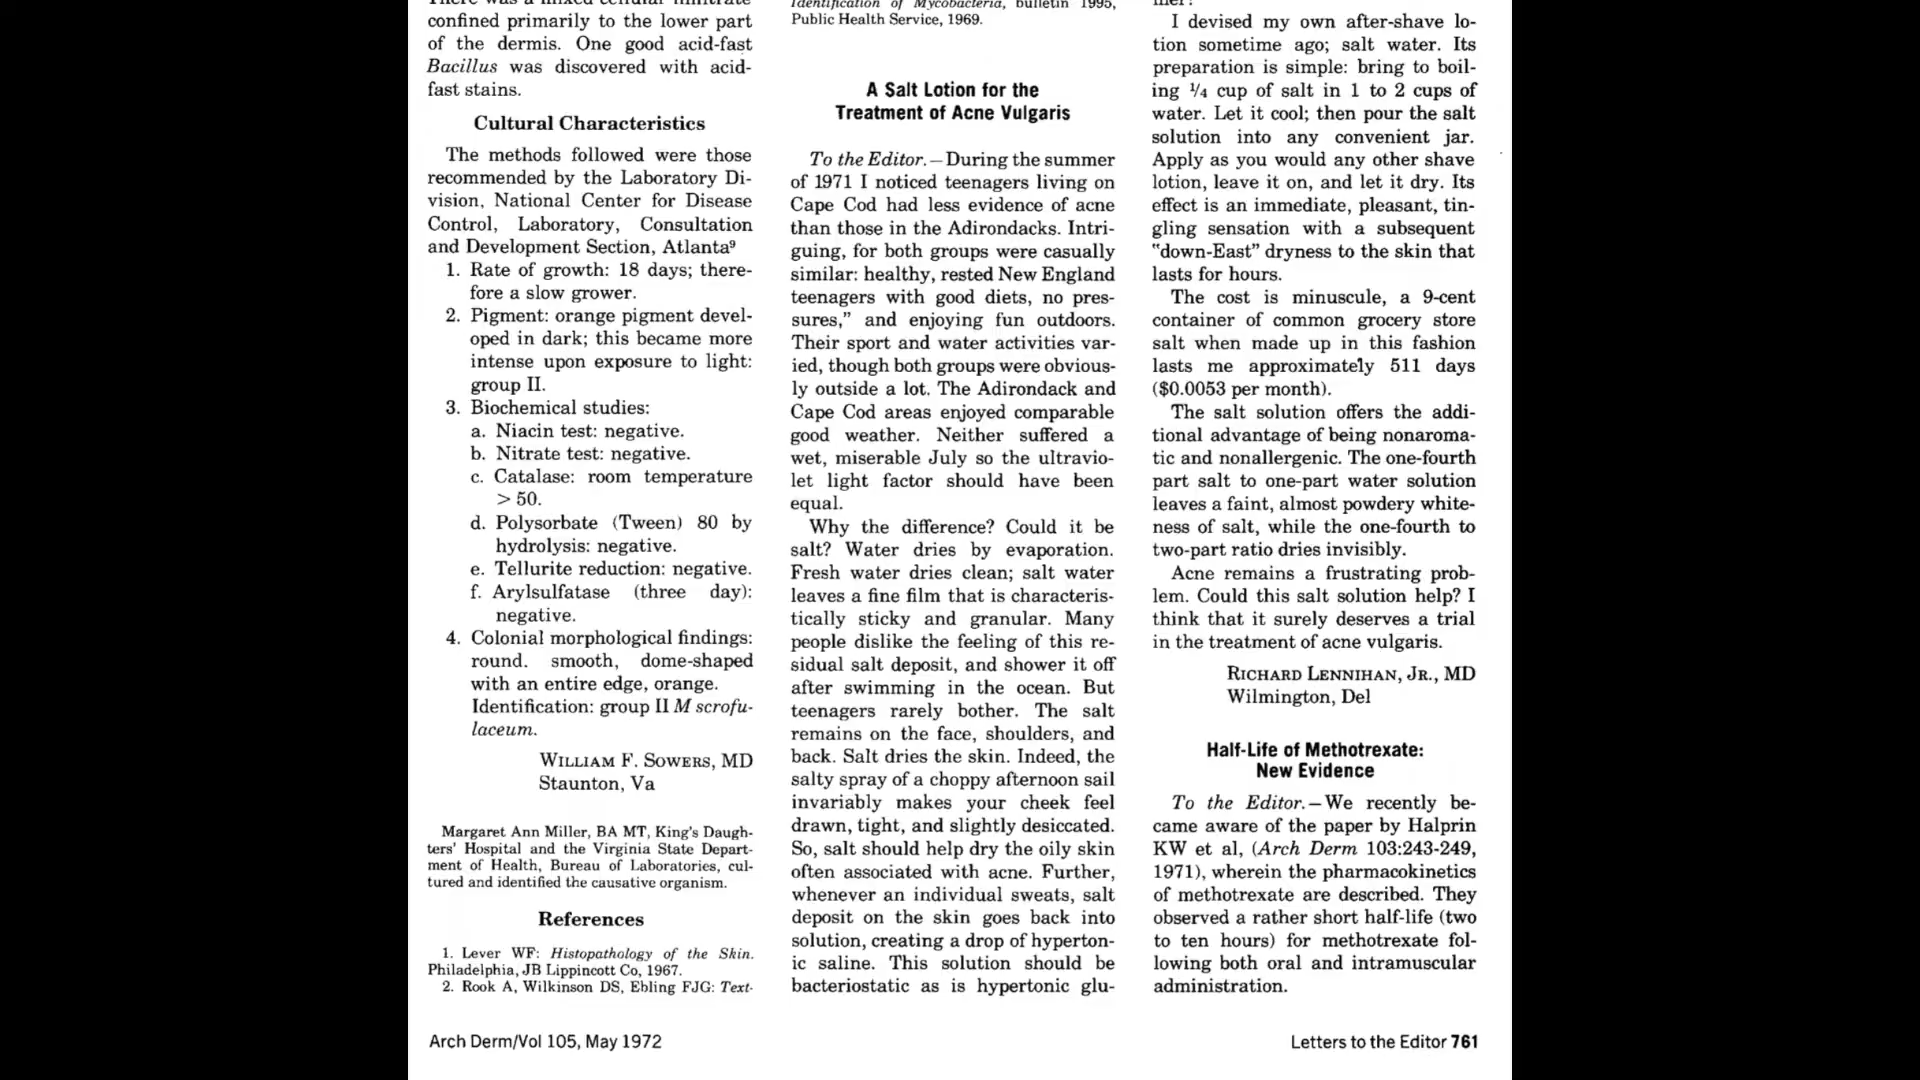 There was a mixed cellular infiltrate
confined primarily to the lower part
of the dermis. One good acid-fast
Bacillus was discovered with acid-
fast stains.
Cultural Characteristics
The methods followed were those
recommended by the Laboratory Di-
vision, National Center for Disease
Control, Laboratory, Consultation
and Development Section, Atlanta⁹
1. Rate of growth: 18 days; there-
fore a slow grower.
2. Pigment: orange pigment devel-
oped in dark; this became more
intense upon exposure to light:
group II.
3. Biochemical studies:
a. Niacin test: negative.
b. Nitrate test: negative.
c. Catalase: room temperature
> 50.
d. Polysorbate (Tween) 80 by
hydrolysis: negative.
e. Tellurite reduction: negative.
f. Arylsulfatase (three day):
negative.
4. Colonial morphological findings:
round. smooth, dome-shaped
with an entire edge, orange.
Identification: group II M scrofu-
laceum.
WILLIAM F. SOWERS, MD
Staunton, Va
Margaret Ann Miller, BA MT, King's Daugh-
ters' Hospital and the Virginia State Depart-
ment of Health, Bureau of Laboratories, cul-
tured and identified the causative organism.
References
1. Lever WF: Histopathology of the Skin.
Philadelphia, JB Lippincott Co, 1967.
2. Rook A, Wilkinson DS, Ebling FJG: Text-
Identification of Mycobacteria, bulletin 1995,
Public Health Service, 1969.
A Salt Lotion for the
Treatment of Acne Vulgaris
To the Editor.—During the summer
of 1971 I noticed teenagers living on
Cape Cod had less evidence of acne
than those in the Adirondacks. Intri-
guing, for both groups were casually
similar: healthy, rested New England
teenagers with good diets, no pres-
sures," and enjoying fun outdoors.
Their sport and water activities var-
ied, though both groups were obvious-
ly outside a lot. The Adirondack and
Cape Cod areas enjoyed comparable
good weather. Neither suffered a
wet, miserable July so the ultravio-
let light factor should have been
equal.
Why the difference? Could it be
salt? Water dries by evaporation.
Fresh water dries clean; salt water
leaves a fine film that is characteris-
tically sticky and granular. Many
people dislike the feeling of this re-
sidual salt deposit, and shower it off
after swimming in the ocean. But
teenagers rarely bother. The salt
remains on the face, shoulders, and
back. Salt dries the skin. Indeed, the
salty spray of a choppy afternoon sail
invariably makes your cheek feel
drawn, tight, and slightly desiccated.
So, salt should help dry the oily skin
often associated with acne. Further,
whenever an individual sweats, salt
deposit on the skin goes back into
solution, creating a drop of hyperton-
ic saline. This solution should be
bacteriostatic as is hypertonic glu-
I devised my own after-shave lo-
tion sometime ago; salt water. Its
preparation is simple: bring to boil-
ing ¼ cup of salt in 1 to 2 cups of
water. Let it cool; then pour the salt
solution into any convenient jar.
Apply as you would any other shave
lotion, leave it on, and let it dry. Its
effect is an immediate, pleasant, tin-
gling sensation with a subsequent
"down-East" dryness to the skin that
lasts for hours.
The cost is minuscule, a 9-cent
container of common grocery store
salt when made up in this fashion
lasts me approximately 511 days
($0.0053 per month).
The salt solution offers the addi-
tional advantage of being nonaroma-
tic and nonallergenic. The one-fourth
part salt to one-part water solution
leaves a faint, almost powdery white-
ness of salt, while the one-fourth to
two-part ratio dries invisibly.
Acne remains a frustrating prob-
lem. Could this salt solution help? I
think that it surely deserves a trial
in the treatment of acne vulgaris.
RICHARD LENNIHAN, JR., MD
Wilmington, Del
Half-Life of Methotrexate:
New Evidence
To the Editor.—We recently be-
came aware of the paper by Halprin
KW et al, (Arch Derm 103:243-249,
1971), wherein the pharmacokinetics
of methotrexate are described. They
observed a rather short half-life (two
to ten hours) for methotrexate fol-
lowing both oral and intramuscular
administration.
Arch Derm/Vol 105, May 1972
Letters to the Editor 761